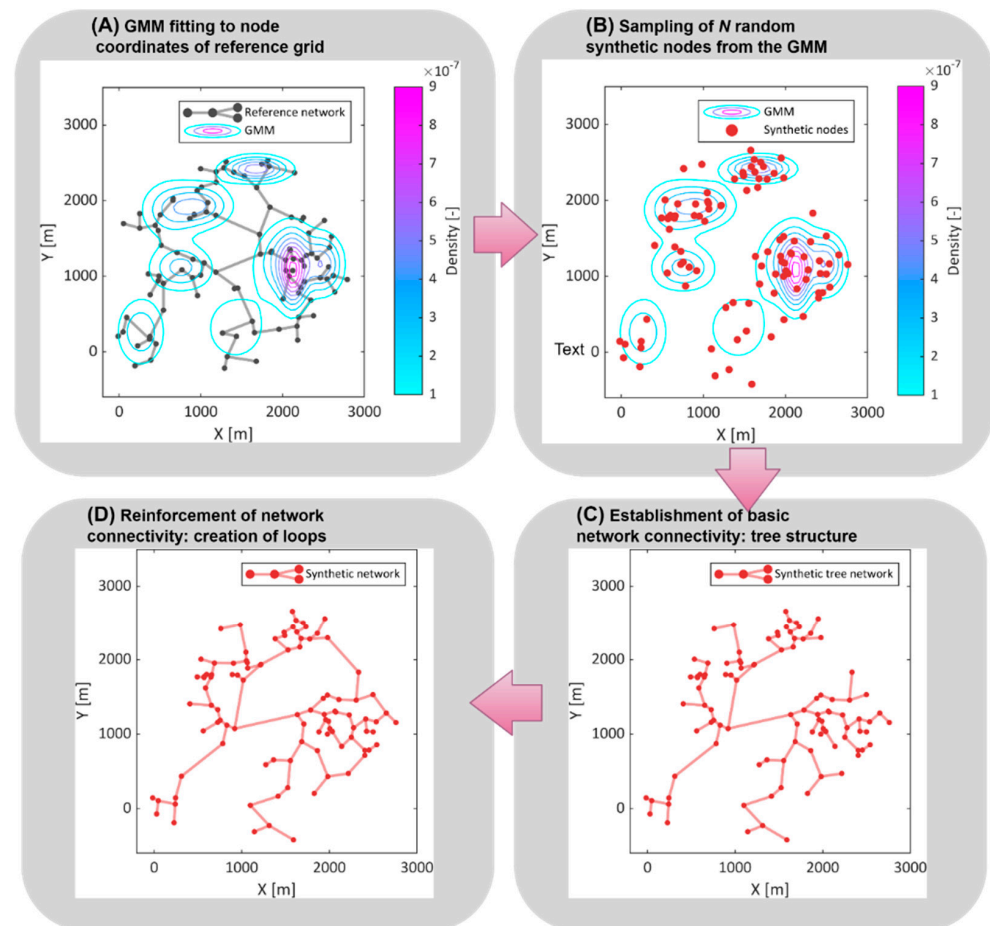 (A) GMM fitting to node
coordinates of reference grid
×10⁻⁷
9
8
7
6
5
4
3
2
1
Density [-]
Reference network
GMM
3000
2000
1000
0
Y [m]
0 1000 2000 3000
X [m]
(B) Sampling of N random
synthetic nodes from the GMM
×10⁻⁷
9
8
7
6
5
4
3
2
1
Density [-]
GMM
Synthetic nodes
3000
2000
1000
Text 0
Y [m]
0 1000 2000 3000
X [m]
(D) Reinforcement of network
connectivity: creation of loops
Synthetic network
3000
2000
1000
0
Y [m]
0 1000 2000 3000
X [m]
(C) Establishment of basic
network connectivity: tree structure
Synthetic tree network
3000
2000
1000
0
Y [m]
0 1000 2000 3000
X [m]